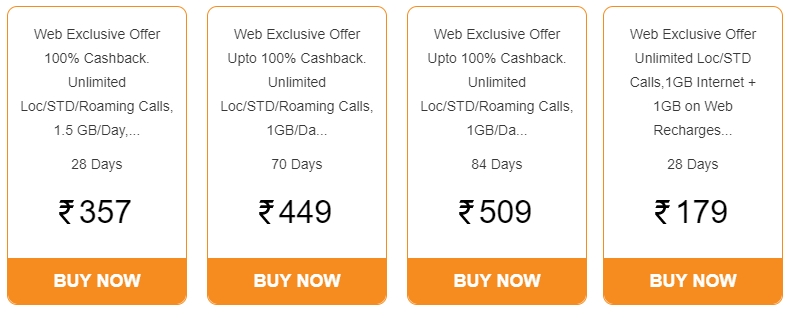 Web Exclusive Offer
100% Cashback.
Unlimited
Loc/STD/Roaming Calls,
1.5 GB/Day,...
28 Days
₹ 357
BUY NOW
Web Exclusive Offer
Upto 100% Cashback.
Unlimited
Loc/STD/Roaming Calls,
1GB/Da...
70 Days
₹ 449
BUY NOW
Web Exclusive Offer
Upto 100% Cashback.
Unlimited
Loc/STD/Roaming Calls,
1GB/Da...
84 Days
₹ 509
BUY NOW
Web Exclusive Offer
Unlimited Loc/STD
Calls,1GB Internet +
1GB on Web
Recharges...
28 Days
₹ 179
BUY NOW